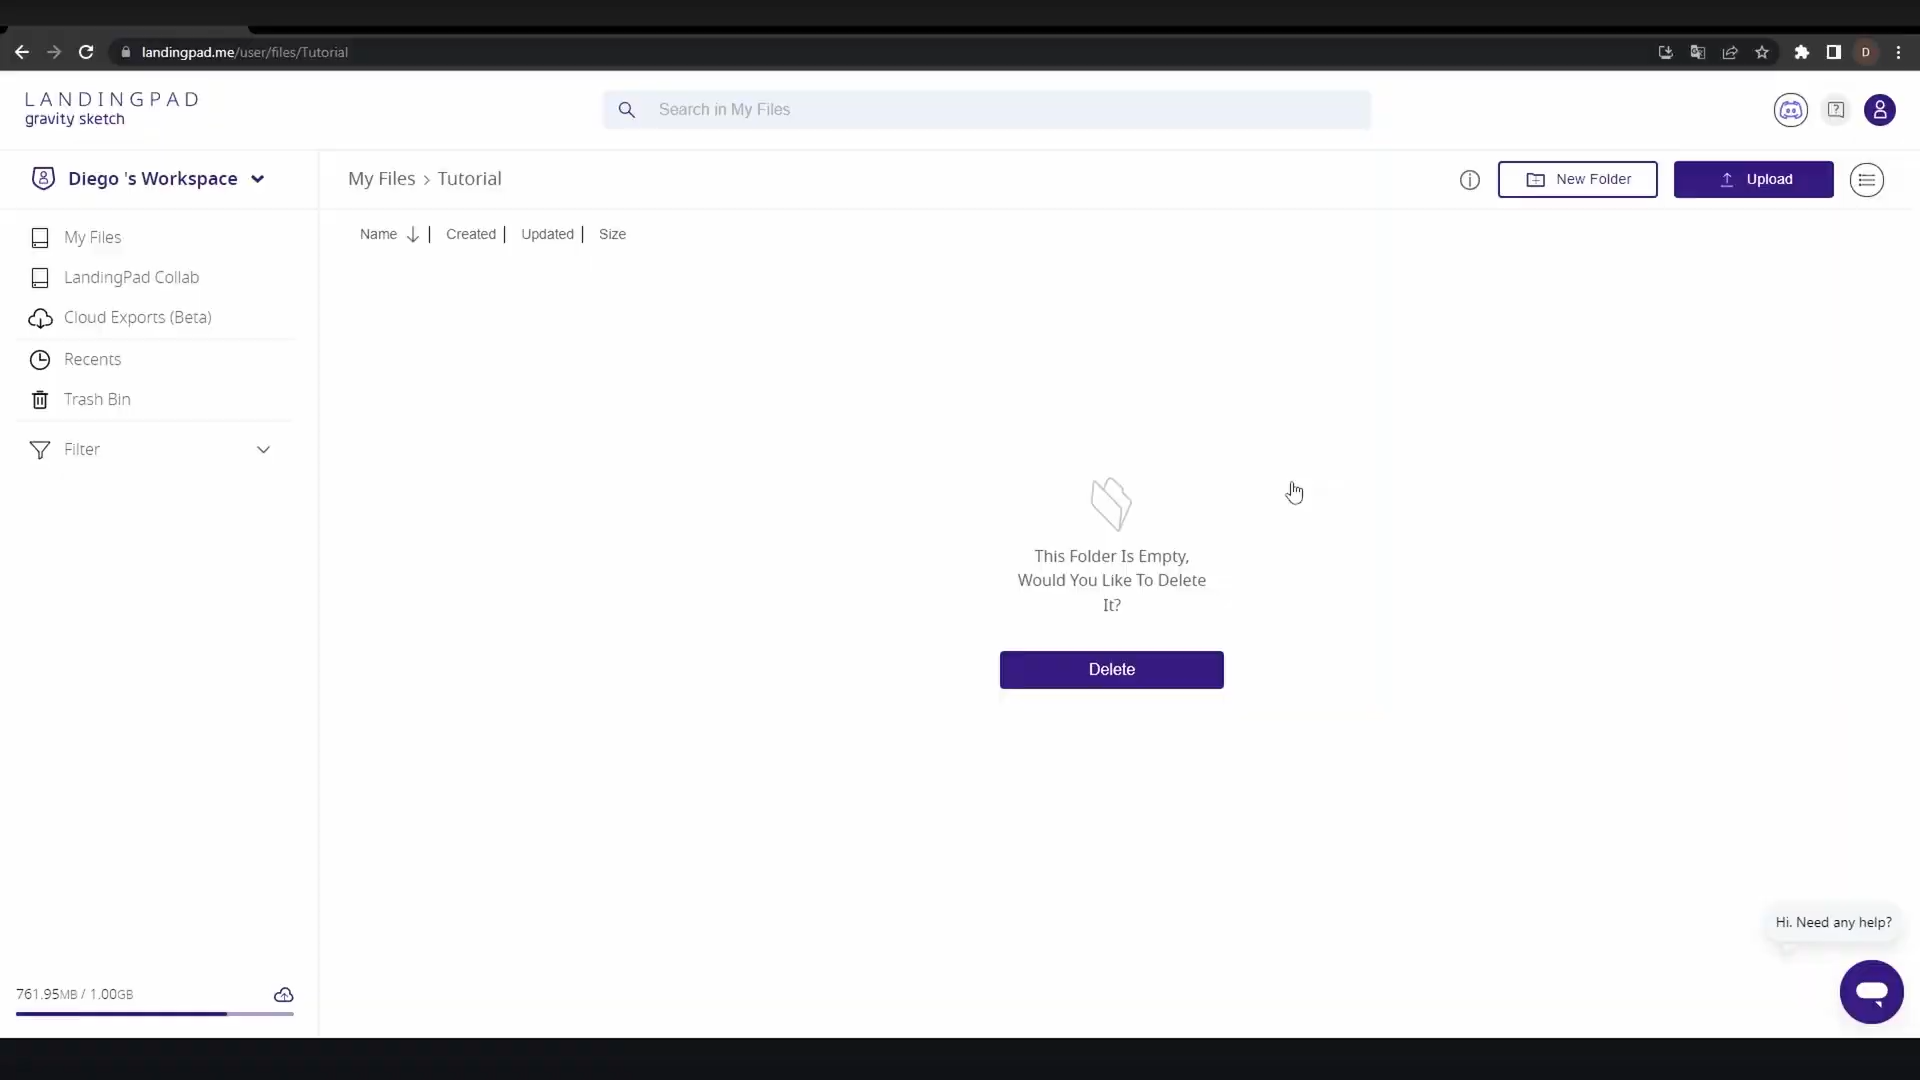 landingpad.me/user/files/Tutorial
D
LANDINGPAD
gravity sketch
Search in My Files
?
Diego 's Workspace
My Files > Tutorial
New Folder
Upload
Name
Created
Updated
Size
My Files
LandingPad Collab
Cloud Exports (Beta)
Recents
Trash Bin
Filter
This Folder Is Empty,
Would You Like To Delete
It?
Delete
Hi. Need any help?
761.95MB / 1.00GB